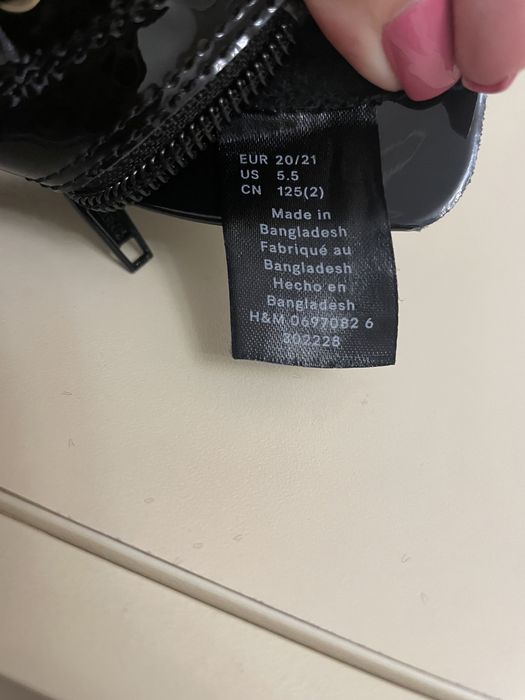 EUR 20/21
US 5.5
CN 125(2)
Made in
Bangladesh
Fabriqué au
Bangladesh
Hecho en
Bangladesh
H&M 0697082 6
302228